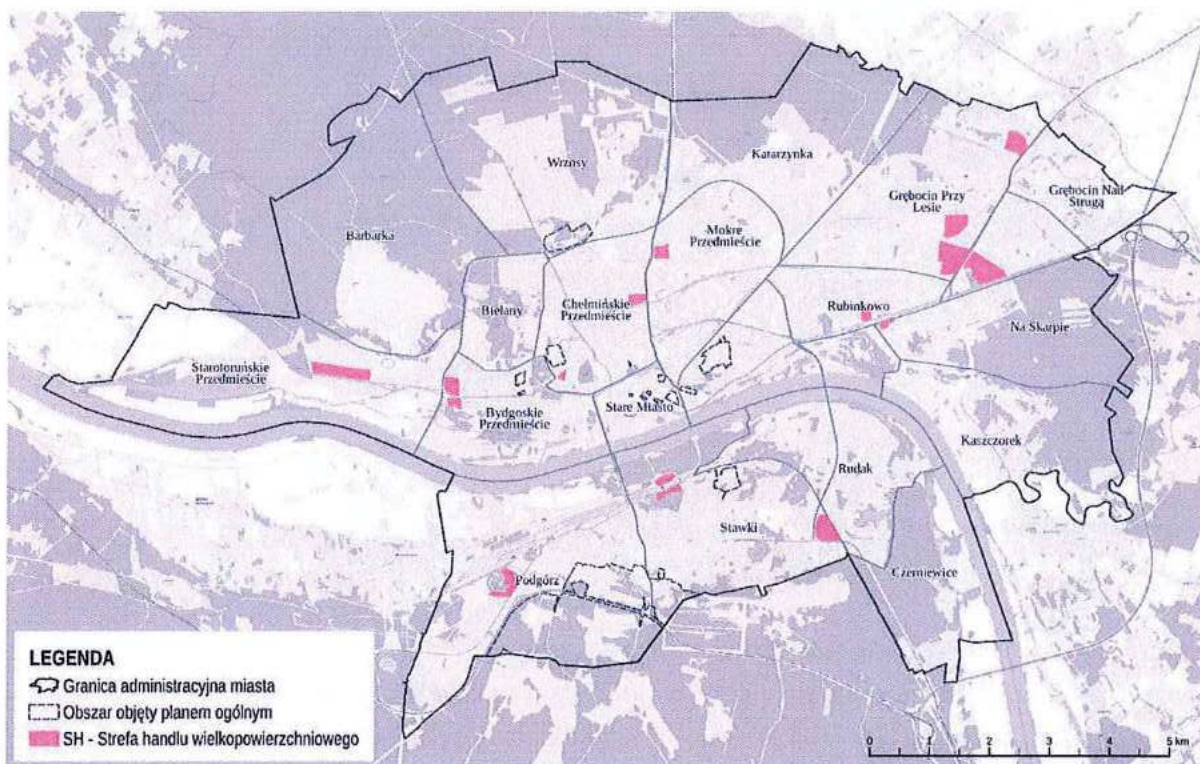 Wrzosy
Katarzynka
Grębocin Przy
Lesie
Grębocin Nad
Strugą
Barbarka
Mokre
Przedmieście
Bielany
Chełmińskie
Przedmieście
Rubinkowo
Na Skarpie
Starotoruńskie
Przedmieście
Bydgoskie
Przedmieście
Stare Miasto
Kaszczorek
Rudak
Stawki
Czerniewice
Podgórz
LEGENDA
Granica administracyjna miasta
Obszar objęty planem ogólnym
SH - Strefa handlu wielkopowierzchniowego
0 1 2 3 4 5 km